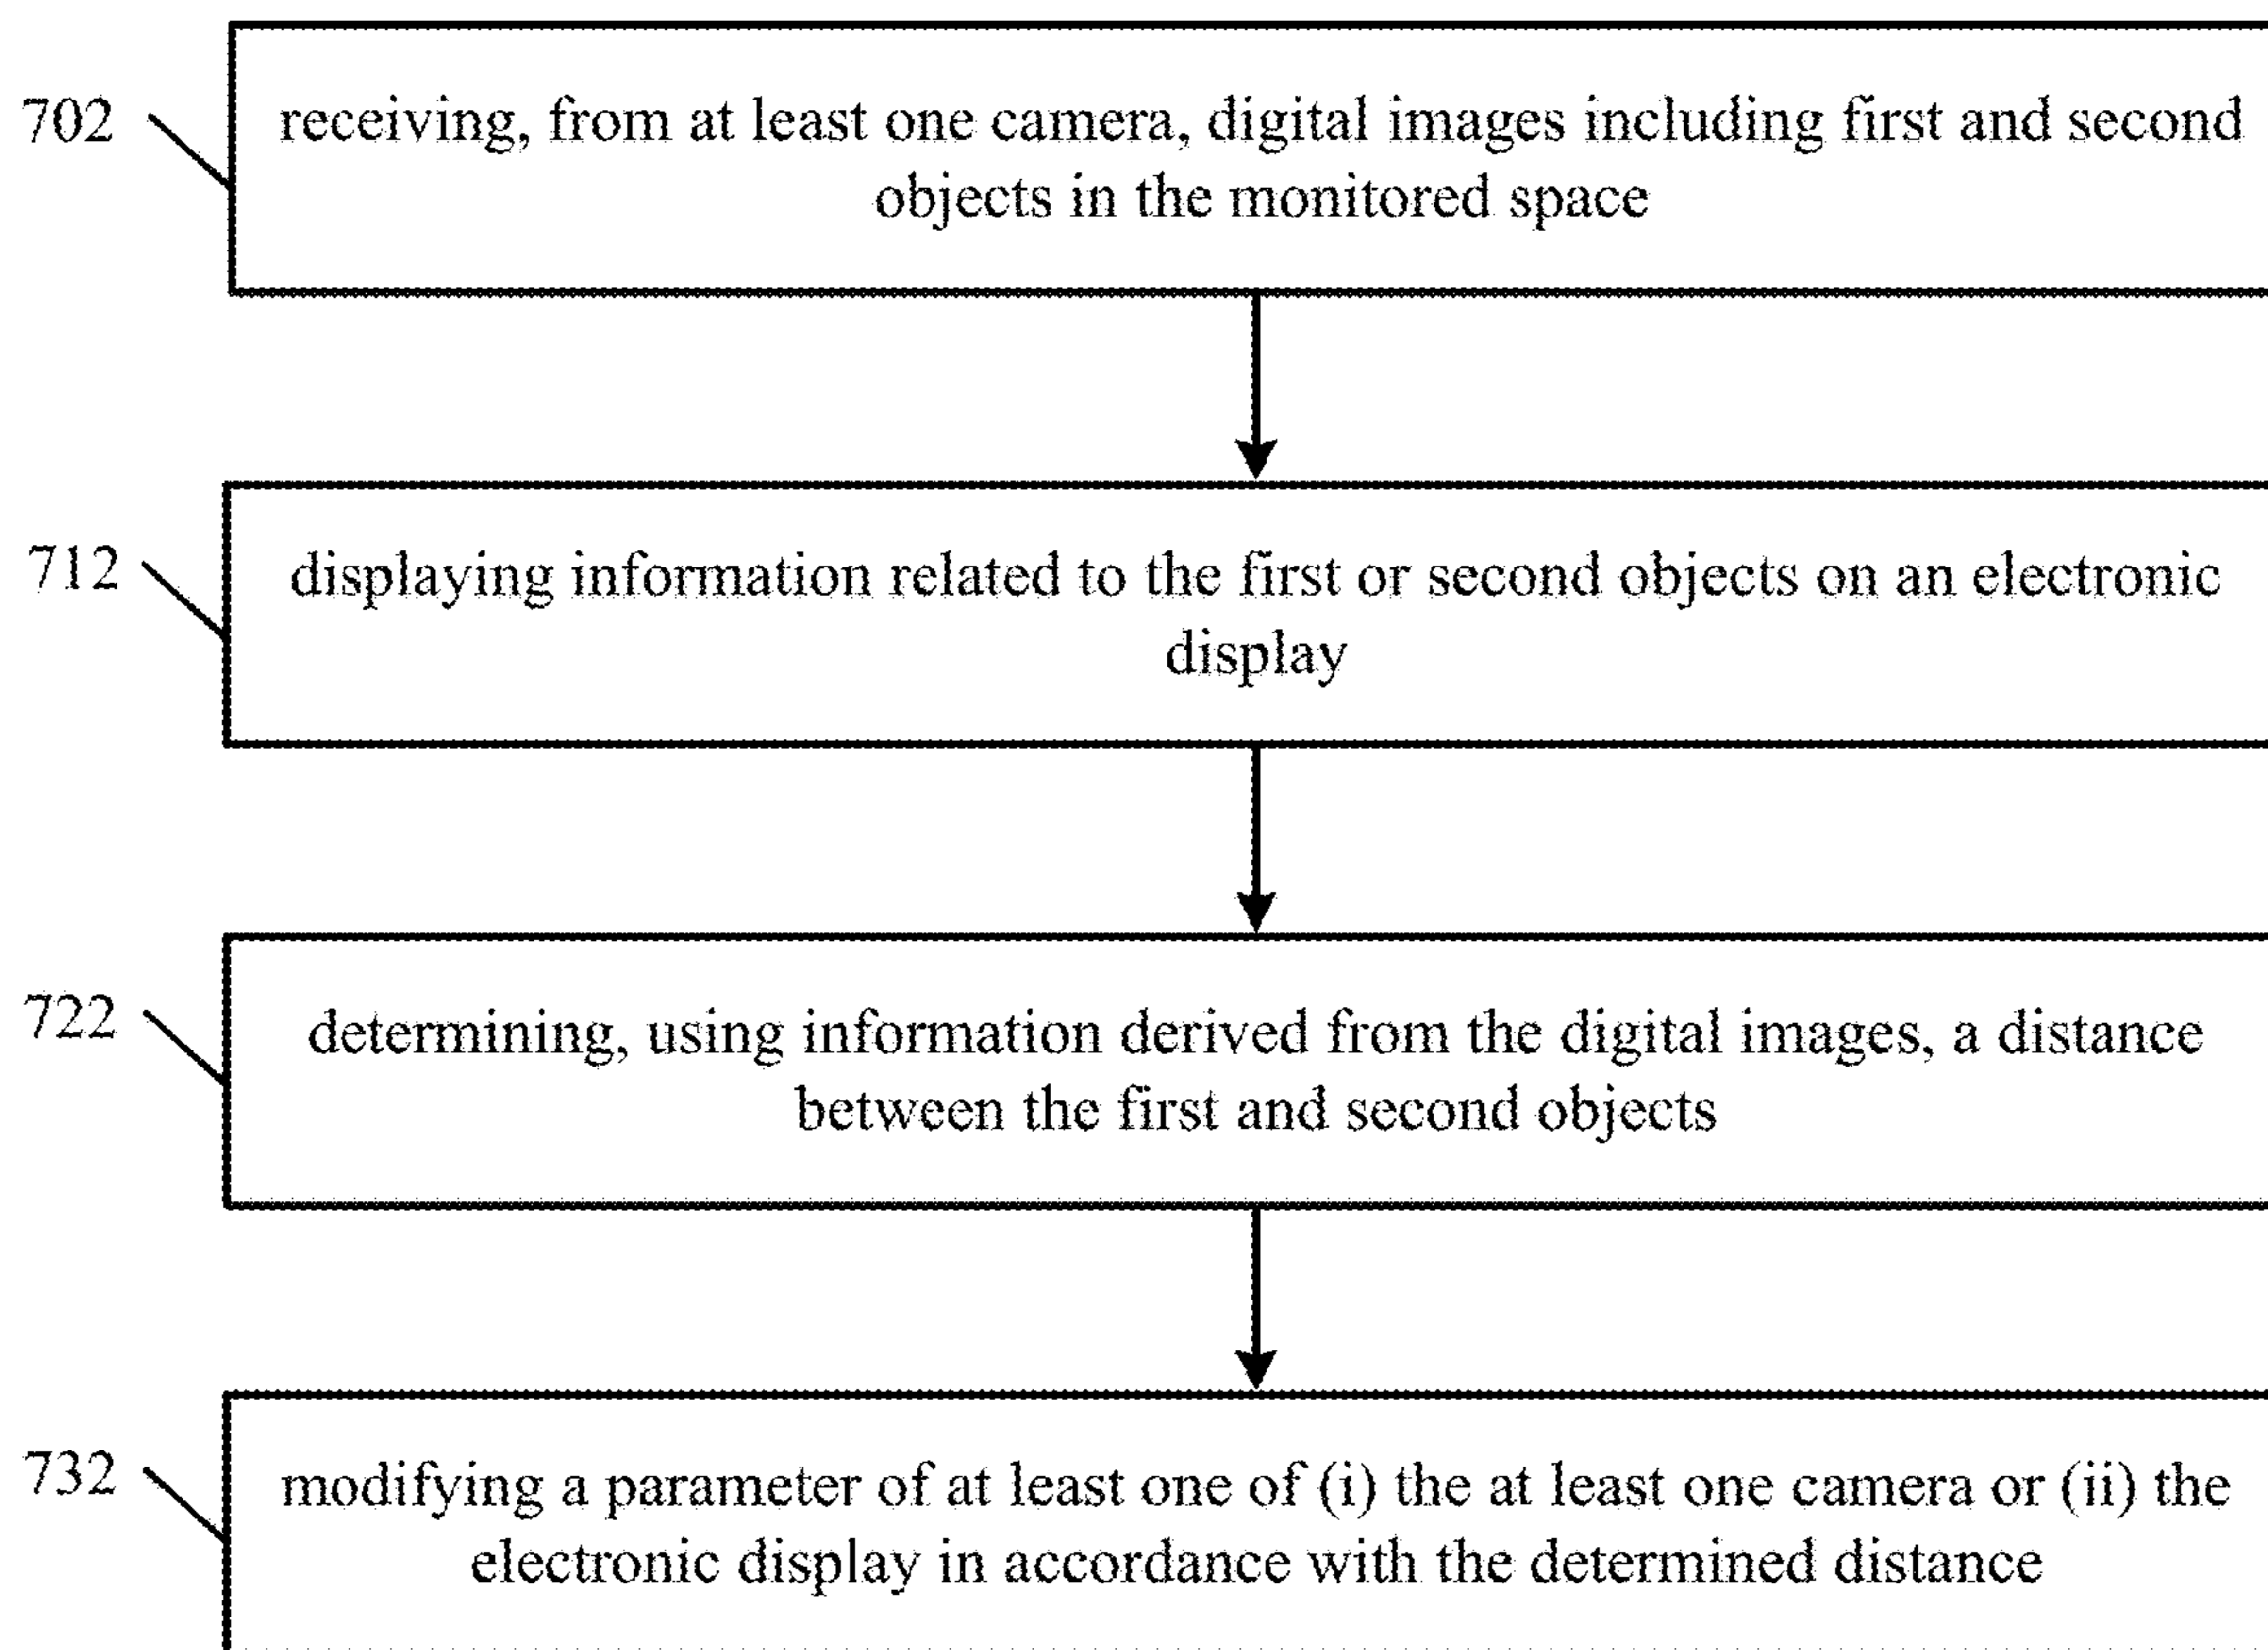 702
receiving, from at least one camera, digital images including first and second
objects in the monitored space
712
displaying information related to the first or second objects on an electronic
display
722
determining, using information derived from the digital images, a distance
between the first and second objects
732
modifying a parameter of at least one of (i) the at least one camera or (ii) the
electronic display in accordance with the determined distance